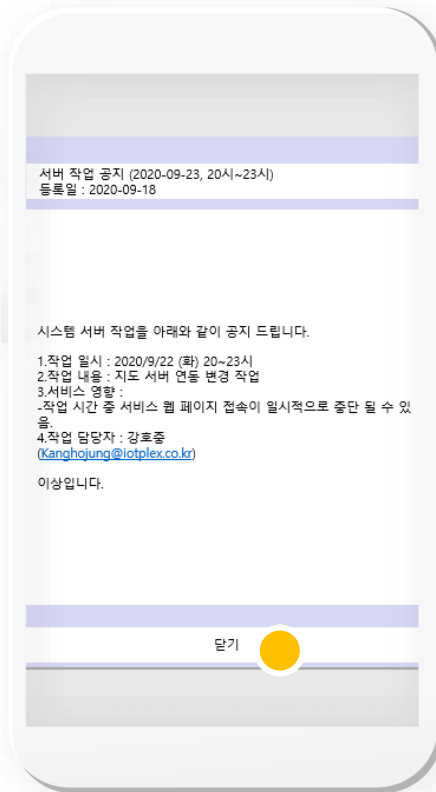 서버 작업 공지 (2020-09-23, 20시~23시)
등록일 : 2020-09-18
시스템 서버 작업을 아래와 같이 공지 드립니다.
1.작업 일시 : 2020/9/22 (화) 20~23시
2.작업 내용 : 지도 서버 연동 변경 작업
3.서비스 영향 :
-작업 시간 중 서비스 웹 페이지 접속이 일시적으로 중단 될 수 있
음.
4.작업 담당자 : 강호중
(Kanghojung@iotplex.co.kr)
이상입니다.
닫기